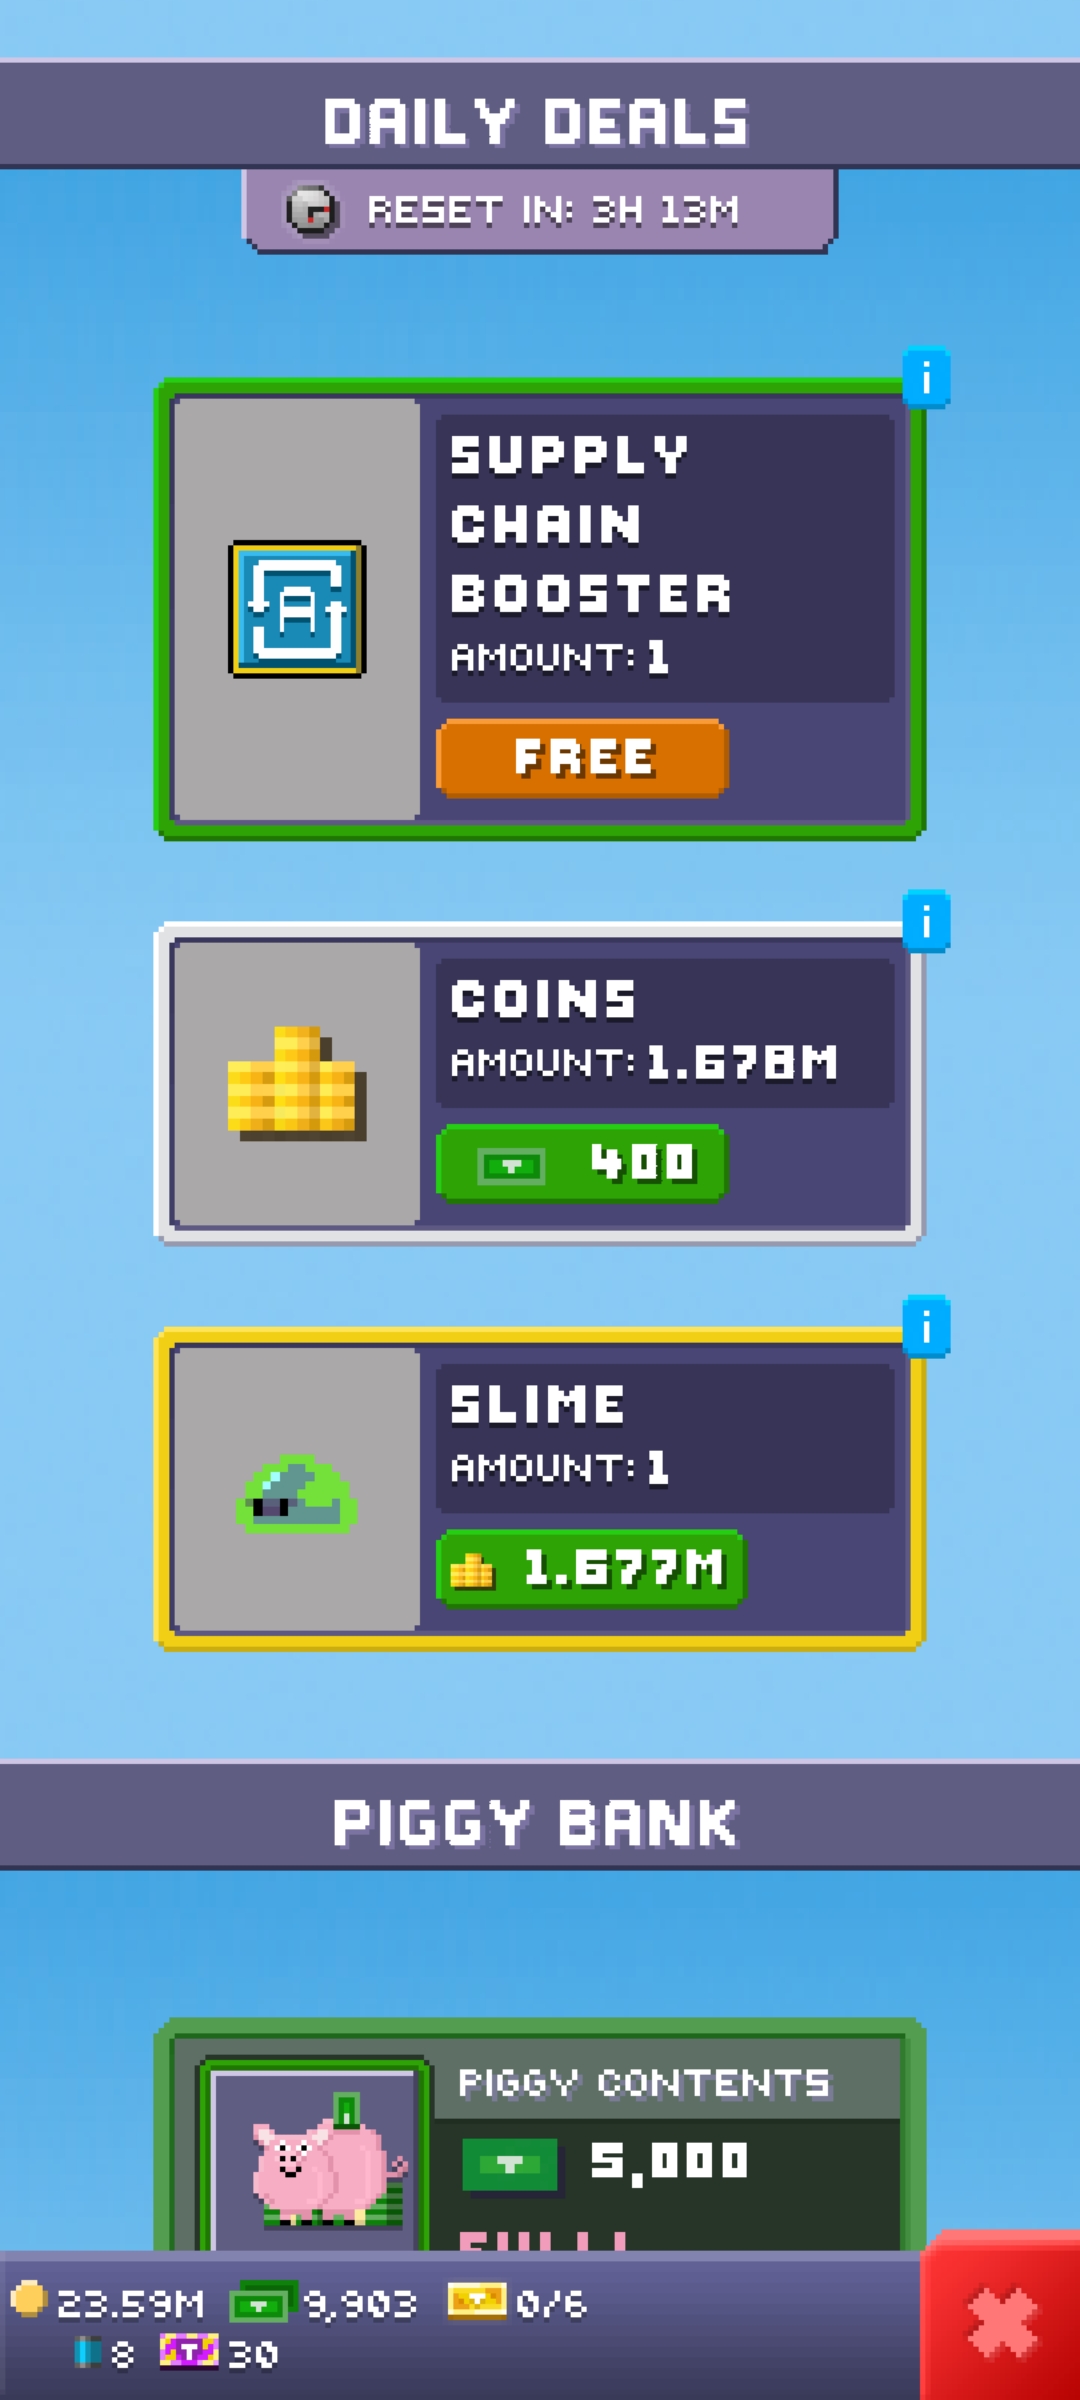 DAILY DEALS
RESET IN: 3H 13M
i
SUPPLY
CHAIN
BOOSTER
AMOUNT: 1
FREE
i
COINS
AMOUNT: 1.678M
400
i
SLIME
AMOUNT: 1
1.677M
PIGGY BANK
PIGGY CONTENTS
5,000
23.59M 9,903 0/6
8 30